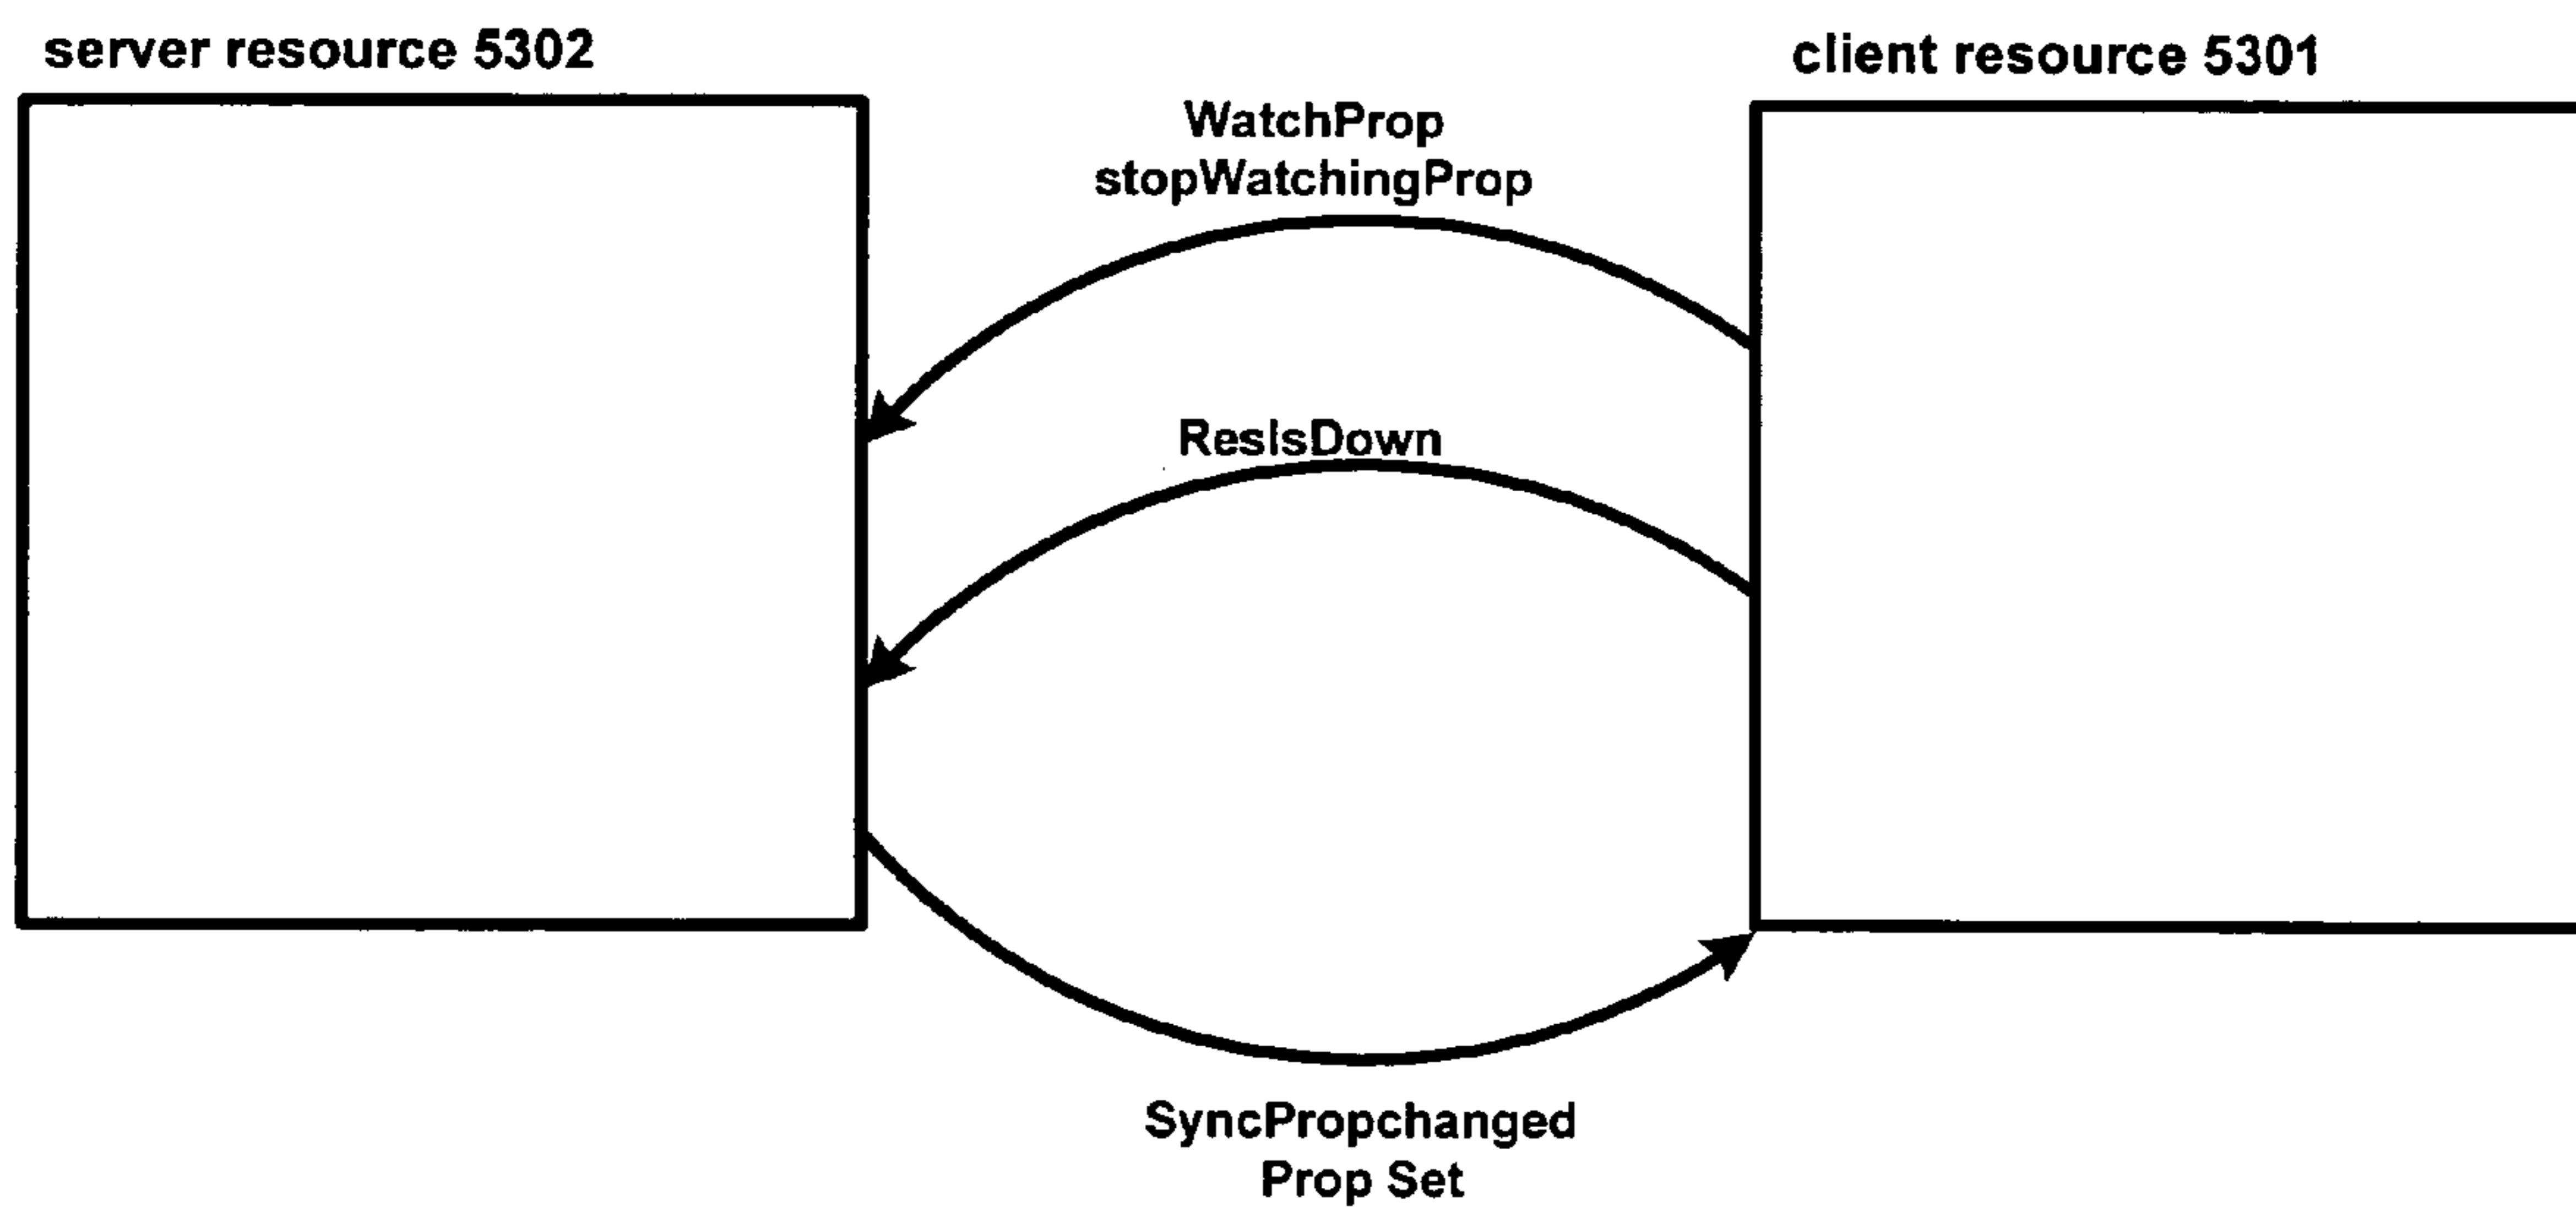 server resource 5302
client resource 5301
WatchProp
stopWatchingProp
ResIsDown
SyncPropchanged
Prop Set